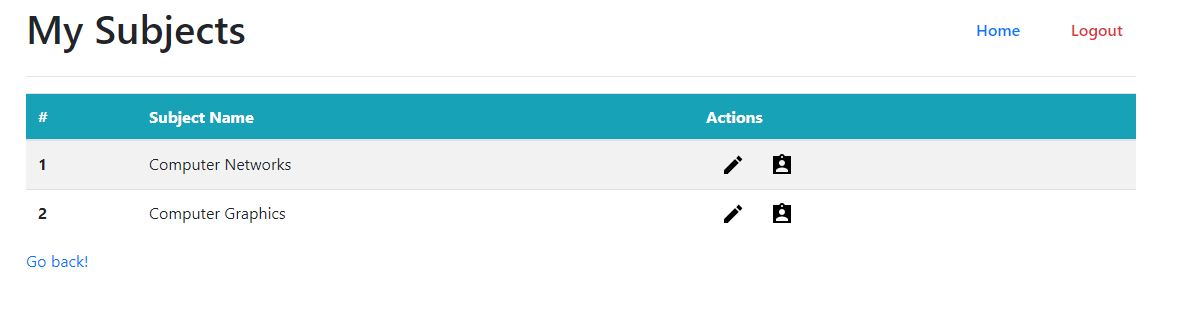 My Subjects
Home Logout
# Subject Name Actions
1 Computer Networks
2 Computer Graphics
Go back!